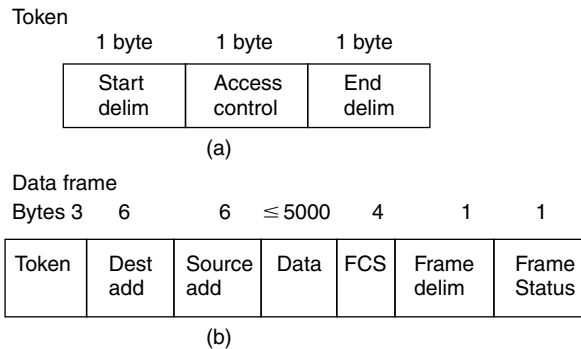 Token
1 byte 1 byte 1 byte
Start delim Access control End delim
(a)
Data frame
Bytes 3 6 6 ≤5000 4 1 1
Token Dest add Source add Data FCS Frame delim Frame Status
(b)